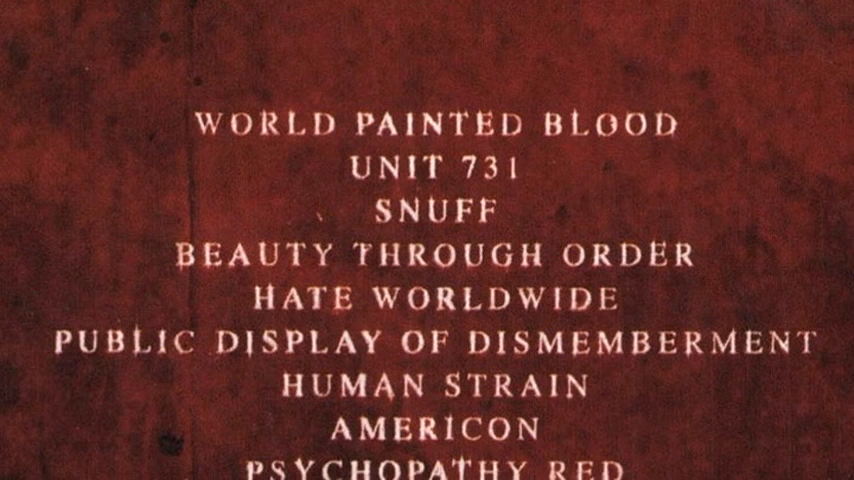 WORLD PAINTED BLOOD
UNIT 731
SNUFF
BEAUTY THROUGH ORDER
HATE WORLDWIDE
PUBLIC DISPLAY OF DISMEMBERMENT
HUMAN STRAIN
AMERICON
PSYCHOPATHY RED